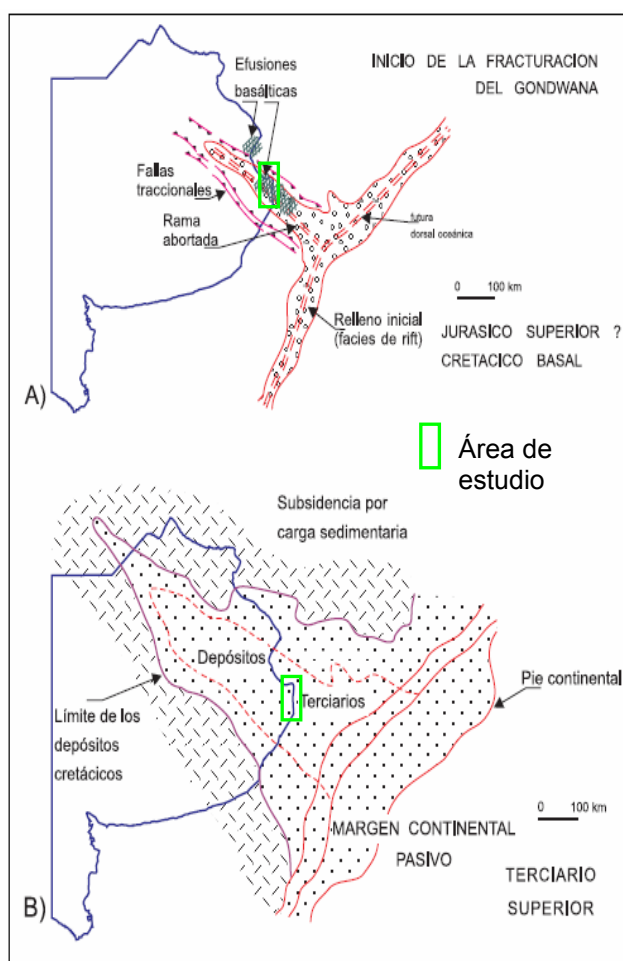 INICIO DE LA FRACTURACION
DEL GONDWANA
Efusiones
basálticas
Fallas
traccionales
Rama
abortada
futura
dorsal oceánica
0 100 km
Relleno inicial
(facies de rift)
JURASICO SUPERIOR ?
CRETACICO BASAL
A)
Área de
estudio
Subsidencia por
carga sedimentaria
Depósitos
Terciarios
Pie continental
Límite de los
depósitos
cretácicos
0 100 km
MARGEN CONTINENTAL
PASIVO
TERCIARIO
SUPERIOR
B)